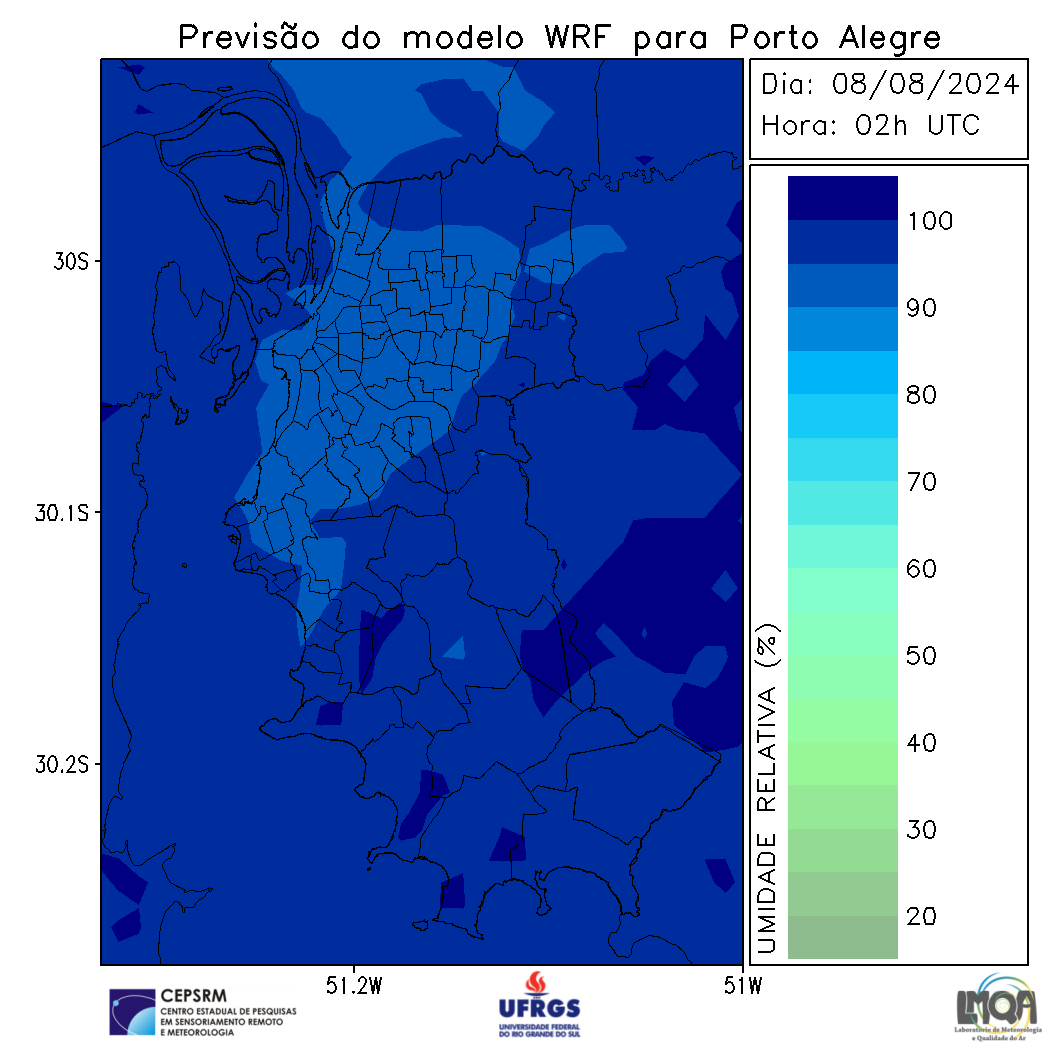 Previsão do modelo WRF para Porto Alegre
Dia: 08/08/2024
Hora: 02h UTC
100
90
80
70
60
50
40
30
20
UMIDADE RELATIVA (%)
30S
30.1S
30.2S
51.2W
51W
CEPSRM
CENTRO ESTADUAL DE PESQUISAS
EM SENSORIAMENTO REMOTO
E METEOROLOGIA
UFRGS
UNIVERSIDADE FEDERAL
DO RIO GRANDE DO SUL
LMQA
Laboratório de Meteorologia
e Qualidade do Ar